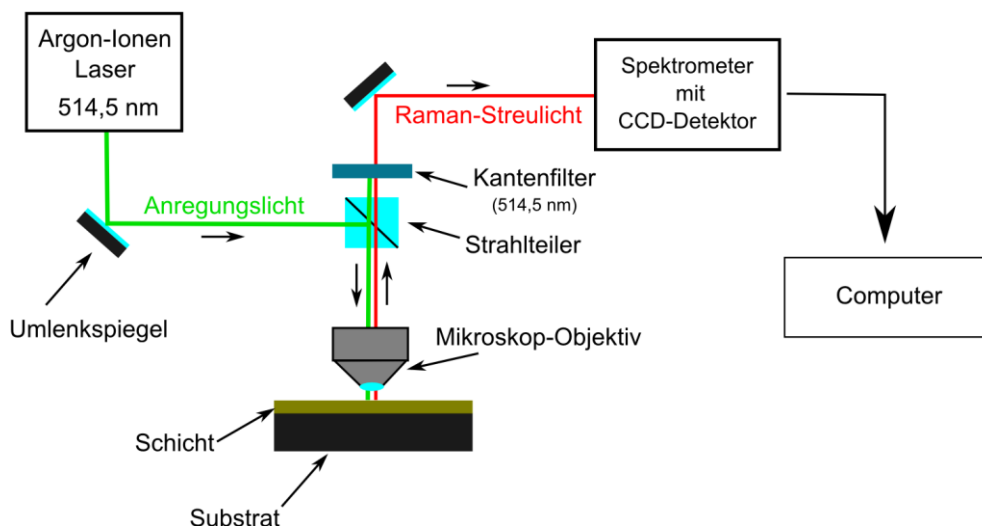 Argon-Ionen
Laser
514,5 nm
Spektrometer
mit
CCD-Detektor
Raman-Streulicht
Kantenfilter
(514,5 nm)
Anregungslicht
Strahlteiler
Computer
Umlenkspiegel
Mikroskop-Objektiv
Schicht
Substrat